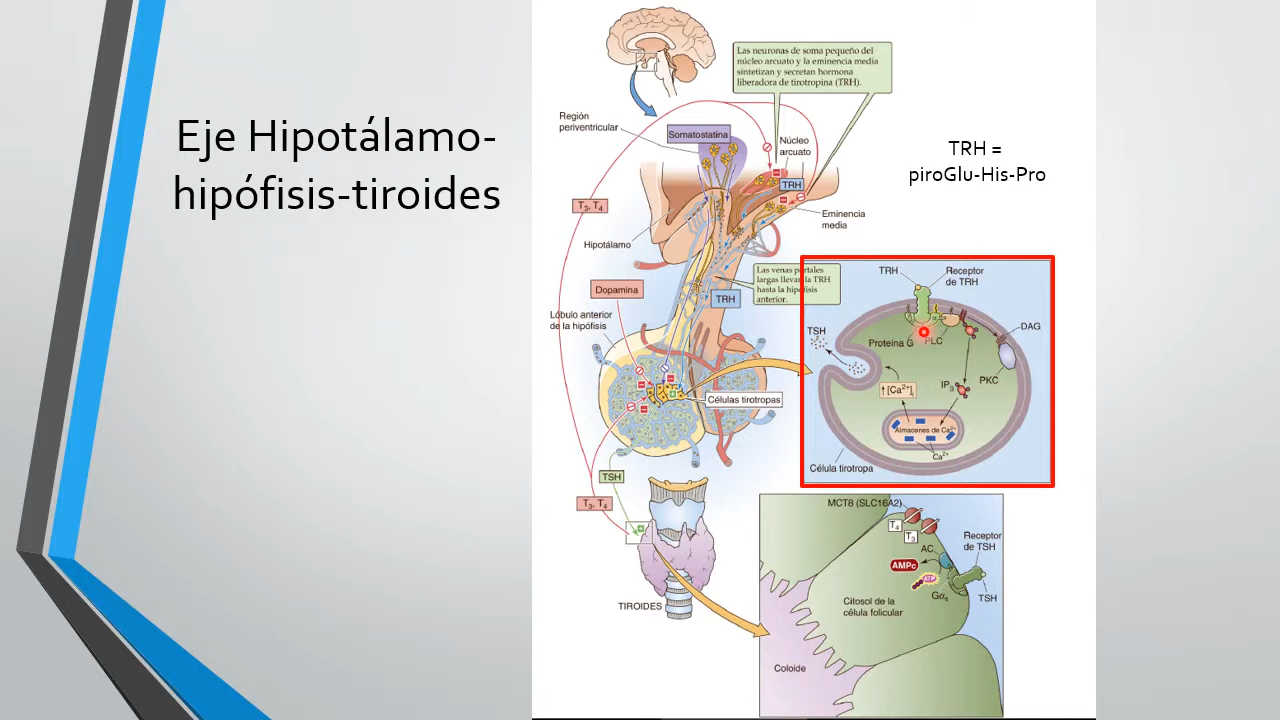 Eje Hipotálamo-
hipófisis-tiroides
Las neuronas de soma pequeño del
núcleo arcuato y la eminencia media
sintetizan y secretan hormona
liberadora de tirotropina (TRH).
Región
periventricular
Somatostatina
Núcleo
arcuato
TRH
T3, T4
Eminencia
media
Hipotálamo
Las venas portales
largas llevan la TRH
hasta la hipófisis
anterior.
Dopamina
TRH
Lóbulo anterior
de la hipófisis
Células tirotropas
TSH
T3, T4
TIROIDES
TRH =
piroGlu-His-Pro
TRH
Receptor
de TRH
TSH
DAG
Proteína G
PLC
PKC
IP3
↑ [Ca2+]i
Almacenes de Ca2+
Ca2+
Célula tirotropa
MCT8 (SLC16A2)
T4
T3
Receptor
de TSH
AC
AMPc
ATP
Gαs
TSH
Citosol de la
célula folicular
Coloide